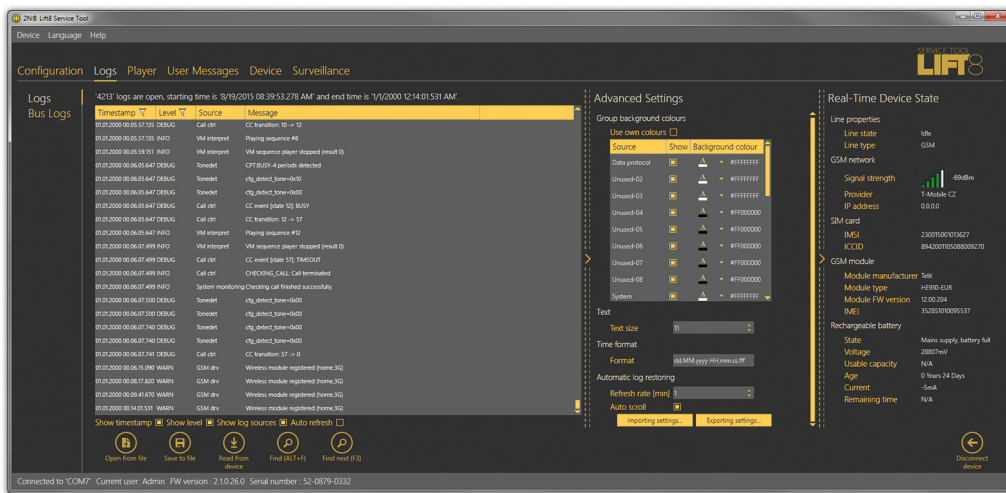 2N® Lift8 Service Tool
Device Language Help
SERVICE TOOL
LIFT8
Configuration Logs Player User Messages Device Surveillance
Logs
Bus Logs
'4213' logs are open, starting time is '8/19/2015 08:39:53.278 AM' and end time is '1/1/2000 12:14:01.531 AM'.
Timestamp Level Source Message
01.01.2000 00.05.57.135 DEBUG Call ctrl CC transition: 10 -> 12
01.01.2000 00.05.57.135 INFO VM interpret Playing sequence #8
01.01.2000 00.05.59.151 INFO VM interpret VM sequence player stopped (result 0)
01.01.2000 00.06.05.647 DEBUG Tonedet CPT:BUSY-4 periods detected
01.01.2000 00.06.05.647 DEBUG Tonedet cfg_detect_tone=0x10
01.01.2000 00.06.05.647 DEBUG Tonedet cfg_detect_tone=0x00
01.01.2000 00.06.05.647 DEBUG Call ctrl CC event [state 12]: BUSY
01.01.2000 00.06.05.647 DEBUG Call ctrl CC transition: 12 -> 57
01.01.2000 00.06.05.647 INFO VM interpret Playing sequence #12
01.01.2000 00.06.07.499 INFO VM interpret VM sequence player stopped (result 0)
01.01.2000 00.06.07.499 DEBUG Call ctrl CC event [state 57]: TIMEOUT
01.01.2000 00.06.07.499 INFO Call ctrl CHECKING_CALL: Call terminated
01.01.2000 00.06.07.499 INFO System monitoring Checking call finished successfully.
01.01.2000 00.06.07.500 DEBUG Tonedet cfg_detect_tone=0x00
01.01.2000 00.06.07.500 DEBUG Tonedet cfg_detect_tone=0x00
01.01.2000 00.06.07.740 DEBUG Tonedet cfg_detect_tone=0x00
01.01.2000 00.06.07.740 DEBUG Tonedet cfg_detect_tone=0x00
01.01.2000 00.06.07.741 DEBUG Call ctrl CC transition: 57 -> 0
01.01.2000 00.06.15.090 WARN GSM drv Wireless module registered (home,3G)
01.01.2000 00.08.17.820 WARN GSM drv Wireless module registered (home,3G)
01.01.2000 00.09.41.670 WARN GSM drv Wireless module registered (home,3G)
01.01.2000 00.14.01.531 WARN GSM drv Wireless module registered (home,3G)
Show timestamp Show level Show log sources Auto refresh
Open from file
Save to file
Read from device
Find (ALT+F)
Find next (F3)
Advanced Settings
Group background colours
Use own colours
Source Show Background colour
Data protocol A #FFFFFFFF
Unused-02 A #FFFFFFFF
Unused-03 A #FFFFFFFF
Unused-04 A #FF000000
Unused-05 A #FF000000
Unused-06 A #FF000000
Unused-07 A #FF000000
Unused-08 A #FF000000
System A #FFFFFFFF
Text
Text size 11
Time format
Format dd.MM.yyyy HH.mm.ss.fff
Automatic log restoring
Refresh rate [min] 1
Auto scroll
Importing settings... Exporting settings...
Real-Time Device State
Line properties
Line state Idle
Line type GSM
GSM network
Signal strength -69dBm
Provider T-Mobile CZ
IP address 0.0.0.0
SIM card
IMSI 230015001013627
ICCID 8942001105088009270
GSM module
Module manufacturer Telit
Module type HE910-EUR
Module FW version 12.00.204
IMEI 352851010095537
Rechargeable battery
State Mains supply, battery full
Voltage 28807mV
Usable capacity N/A
Age 0 Years 24 Days
Current -5mA
Remaining time N/A
Disconnect device
Connected to 'COM7' Current user: Admin FW version : 2.1.0.26.0 Serial number : 52-0879-0332